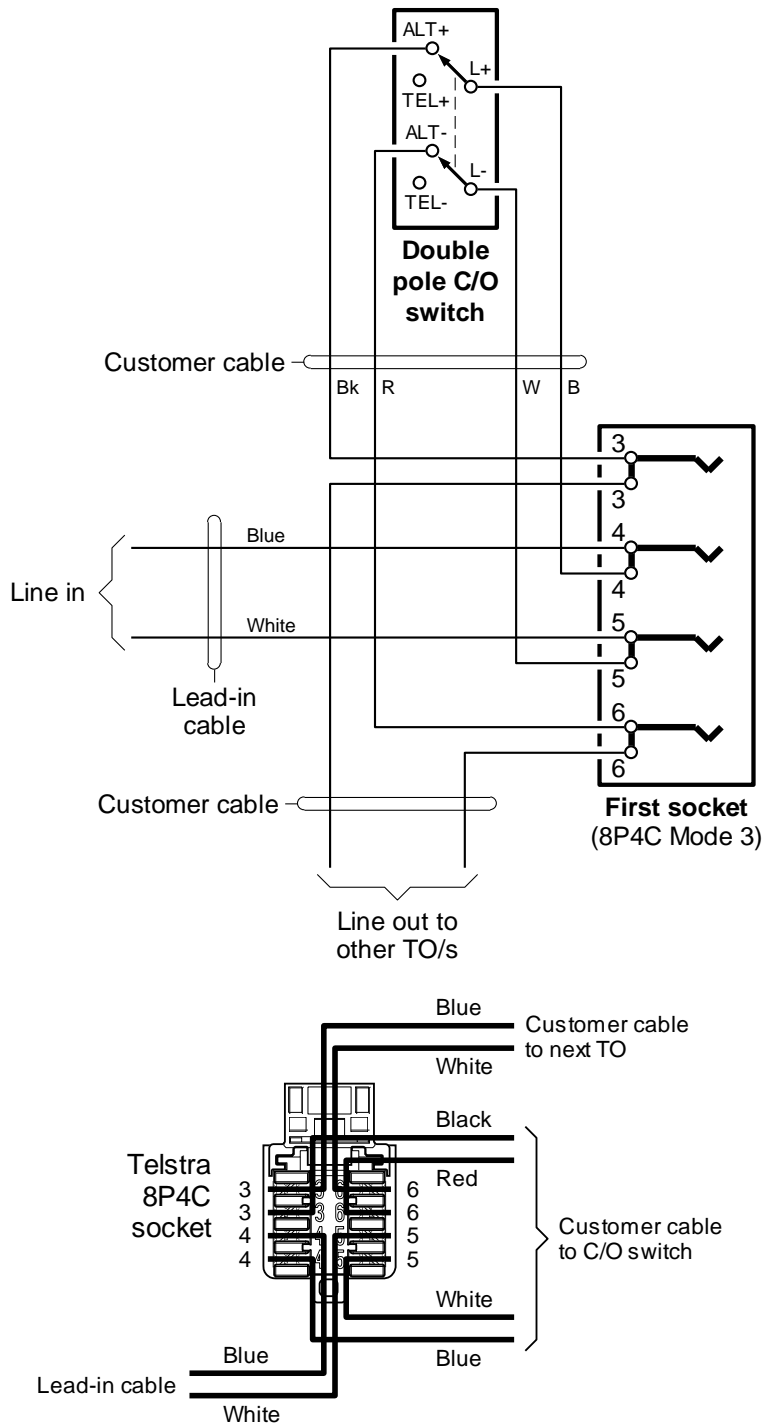 ALT+
L+
TEL+
ALT-
L-
TEL-
Double
pole C/O
switch
Customer cable
Bk R W B
3
3
4
4
5
5
6
6
Blue
Line in
White
Lead-in
cable
Customer cable
First socket
(8P4C Mode 3)
Line out to
other TO/s
Blue
Customer cable
to next TO
White
Black
Red
Telstra
8P4C
socket
3 6
3 6
4 5
4 5
Customer cable
to C/O switch
White
Blue
Blue
Lead-in cable
White